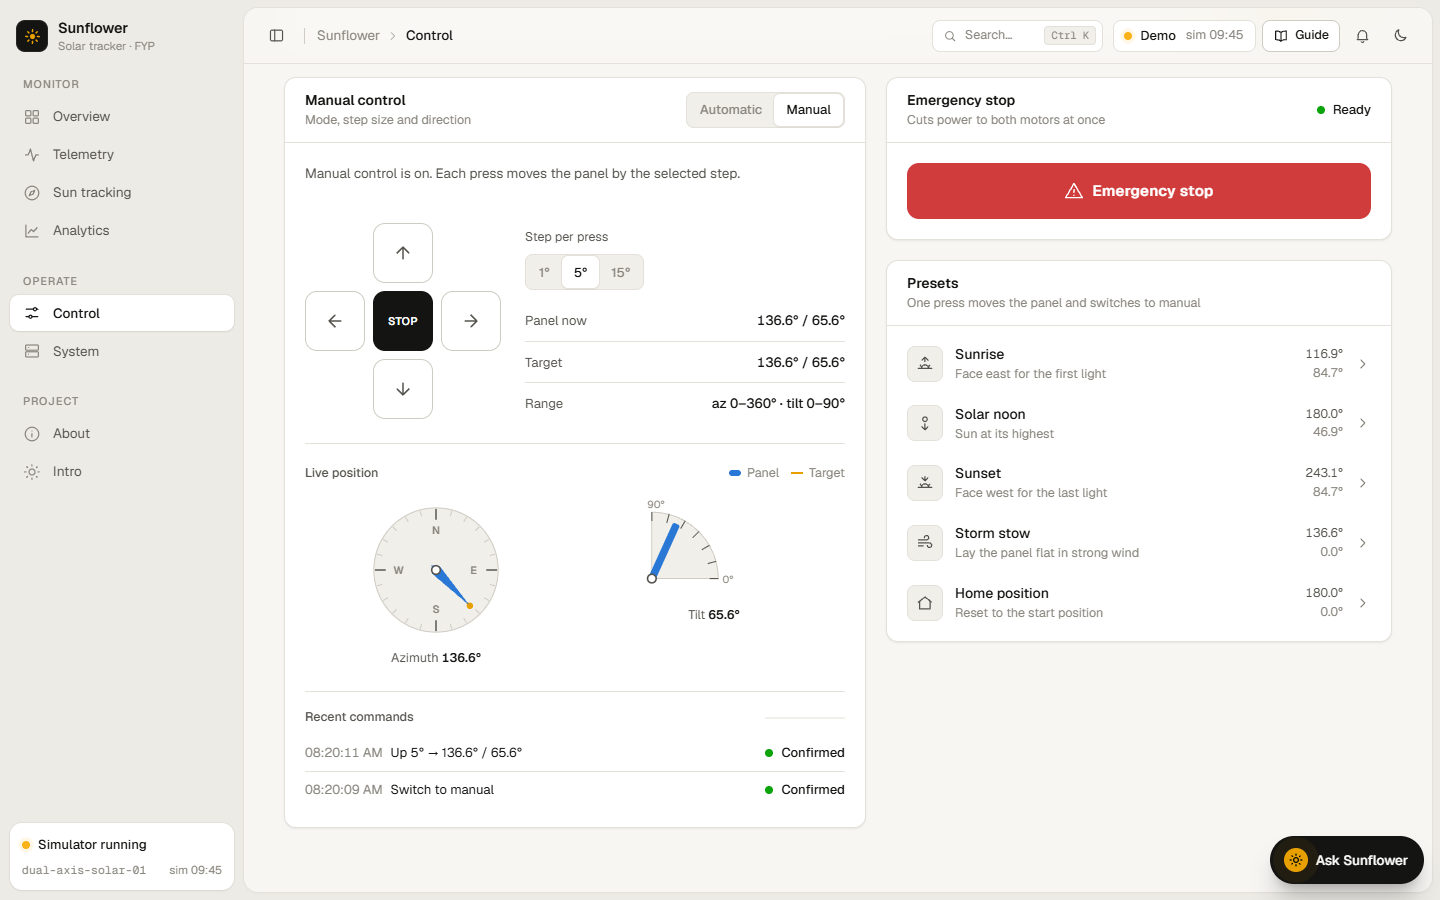 Sunflower
Solar tracker · FYP
MONITOR
Overview
Telemetry
Sun tracking
Analytics
OPERATE
Control
System
PROJECT
About
Intro
Simulator running
dual-axis-solar-01 sim 09:45
Sunflower > Control
Search... Ctrl K
Demo sim 09:45
Guide
Manual control
Mode, step size and direction
Automatic Manual
Manual control is on. Each press moves the panel by the selected step.
STOP
Step per press
1° 5° 15°
Panel now 136.6° / 65.6°
Target 136.6° / 65.6°
Range az 0–360° · tilt 0–90°
Live position
Panel Target
N
W E
S
Azimuth 136.6°
90°
0°
Tilt 65.6°
Recent commands
08:20:11 AM Up 5° → 136.6° / 65.6° Confirmed
08:20:09 AM Switch to manual Confirmed
Emergency stop
Cuts power to both motors at once
Ready
Emergency stop
Presets
One press moves the panel and switches to manual
Sunrise 116.9°
Face east for the first light 84.7°
Solar noon 180.0°
Sun at its highest 46.9°
Sunset 243.1°
Face west for the last light 84.7°
Storm stow 136.6°
Lay the panel flat in strong wind 0.0°
Home position 180.0°
Reset to the start position 0.0°
Ask Sunflower